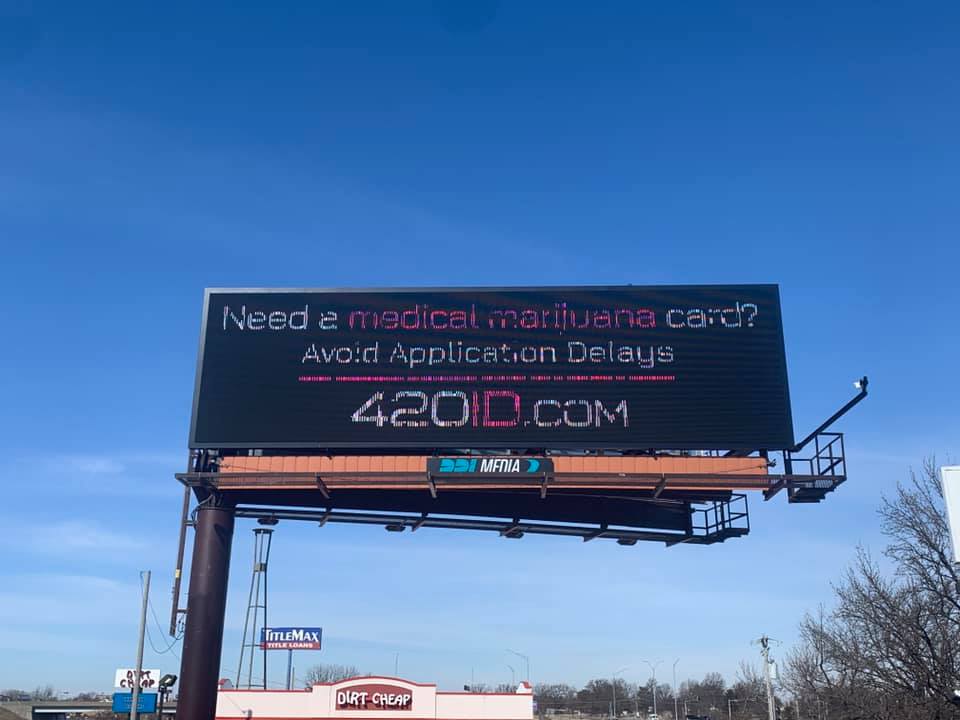 Need a medical marijuana card?
Avoid Application Delays
420ID.COM
DDI MEDIA
TITLEMAX
TITLE LOANS
DIRT CHEAP
DIRT
CHEAP